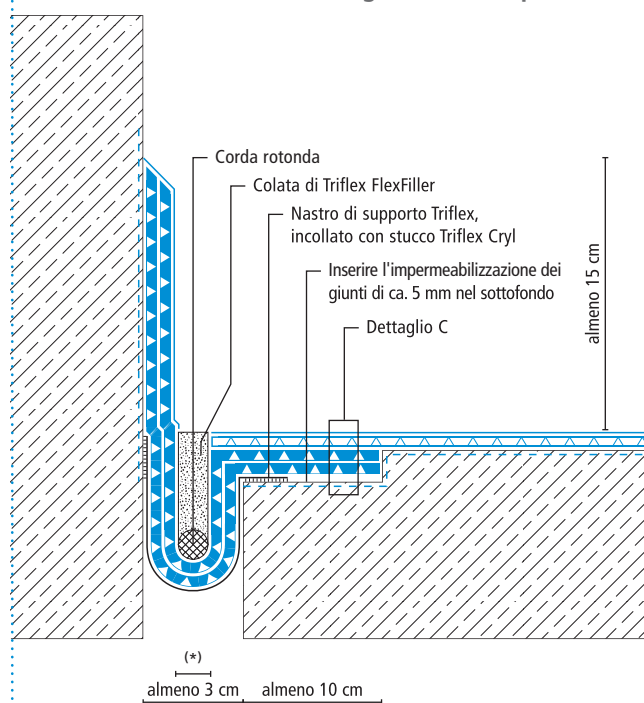 Corda rotonda
Colata di Triflex FlexFiller
Nastro di supporto Triflex,
incollato con stucco Triflex Cryl
Inserire l'impermeabilizzazione dei
giunti di ca. 5 mm nel sottofondo
Dettaglio C
almeno 15 cm
(*)
almeno 3 cm
almeno 10 cm